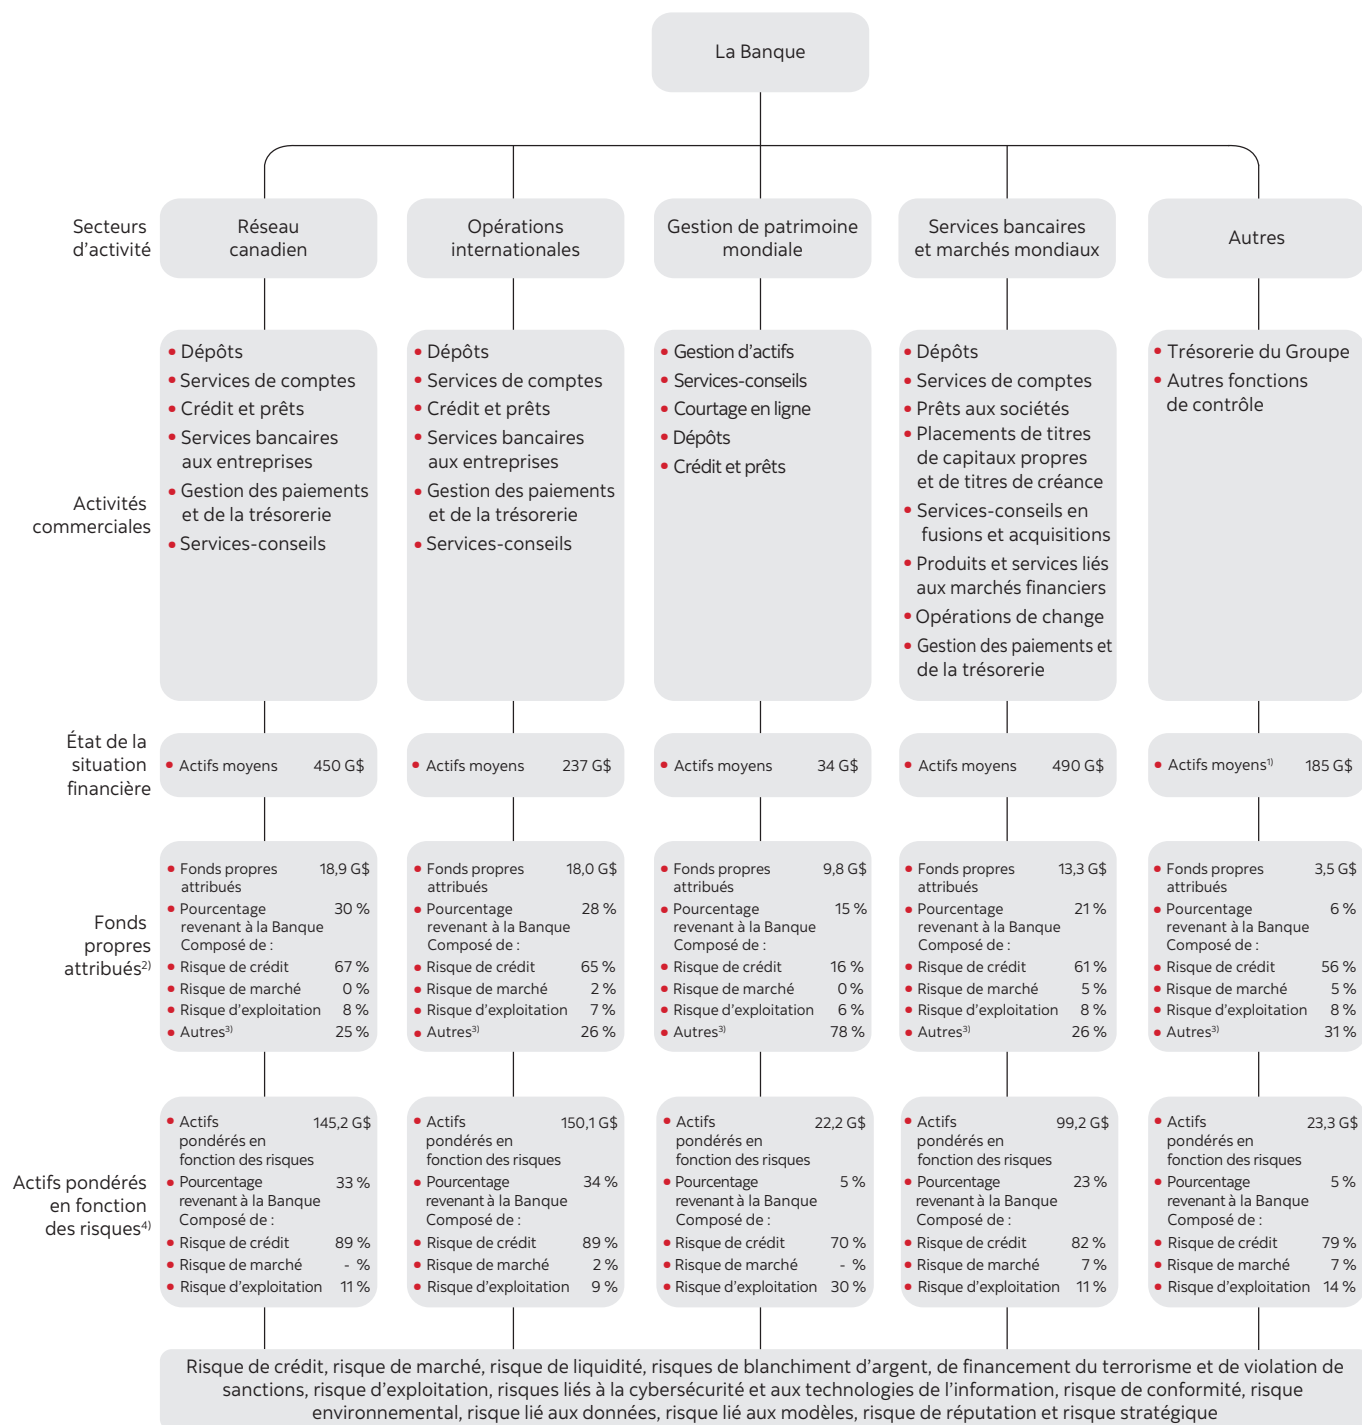 La Banque
Secteurs
d'activité
Réseau
canadien
Opérations
internationales
Gestion de patrimoine
mondiale
Services bancaires
et marchés mondiaux
Autres
Activités
commerciales
• Dépôts
• Services de comptes
• Crédit et prêts
• Services bancaires
aux entreprises
• Gestion des paiements
et de la trésorerie
• Services-conseils
• Dépôts
• Services de comptes
• Crédit et prêts
• Services bancaires
aux entreprises
• Gestion des paiements
et de la trésorerie
• Services-conseils
• Gestion d'actifs
• Services-conseils
• Courtage en ligne
• Dépôts
• Crédit et prêts
• Dépôts
• Services de comptes
• Prêts aux sociétés
• Placements de titres
de capitaux propres
et de titres de créance
• Services-conseils en
fusions et acquisitions
• Produits et services liés
aux marchés financiers
• Opérations de change
• Gestion des paiements et
de la trésorerie
• Trésorerie du Groupe
• Autres fonctions
de contrôle
État de la
situation
financière
• Actifs moyens 450 G$
• Actifs moyens 237 G$
• Actifs moyens 34 G$
• Actifs moyens 490 G$
• Actifs moyens1) 185 G$
Fonds
propres
attribués2)
• Fonds propres 18,9 G$
attribués
• Pourcentage 30 %
revenant à la Banque
Composé de :
• Risque de crédit 67 %
• Risque de marché 0 %
• Risque d'exploitation 8 %
• Autres3) 25 %
• Fonds propres 18,0 G$
attribués
• Pourcentage 28 %
revenant à la Banque
Composé de :
• Risque de crédit 65 %
• Risque de marché 2 %
• Risque d'exploitation 7 %
• Autres3) 26 %
• Fonds propres 9,8 G$
attribués
• Pourcentage 15 %
revenant à la Banque
Composé de :
• Risque de crédit 16 %
• Risque de marché 0 %
• Risque d'exploitation 6 %
• Autres3) 78 %
• Fonds propres 13,3 G$
attribués
• Pourcentage 21 %
revenant à la Banque
Composé de :
• Risque de crédit 61 %
• Risque de marché 5 %
• Risque d'exploitation 8 %
• Autres3) 26 %
• Fonds propres 3,5 G$
attribués
• Pourcentage 6 %
revenant à la Banque
Composé de :
• Risque de crédit 56 %
• Risque de marché 5 %
• Risque d'exploitation 8 %
• Autres3) 31 %
Actifs pondérés
en fonction
des risques4)
• Actifs 145,2 G$
pondérés en
fonction des risques
• Pourcentage 33 %
revenant à la Banque
Composé de :
• Risque de crédit 89 %
• Risque de marché - %
• Risque d'exploitation 11 %
• Actifs 150,1 G$
pondérés en
fonction des risques
• Pourcentage 34 %
revenant à la Banque
Composé de :
• Risque de crédit 89 %
• Risque de marché 2 %
• Risque d'exploitation 9 %
• Actifs 22,2 G$
pondérés en
fonction des risques
• Pourcentage 5 %
revenant à la Banque
Composé de :
• Risque de crédit 70 %
• Risque de marché - %
• Risque d'exploitation 30 %
• Actifs 99,2 G$
pondérés en
fonction des risques
• Pourcentage 23 %
revenant à la Banque
Composé de :
• Risque de crédit 82 %
• Risque de marché 7 %
• Risque d'exploitation 11 %
• Actifs 23,3 G$
pondérés en
fonction des risques
• Pourcentage 5 %
revenant à la Banque
Composé de :
• Risque de crédit 79 %
• Risque de marché 7 %
• Risque d'exploitation 14 %
Risque de crédit, risque de marché, risque de liquidité, risques de blanchiment d'argent, de financement du terrorisme et de violation de
sanctions, risque d'exploitation, risques liés à la cybersécurité et aux technologies de l'information, risque de conformité, risque
environnemental, risque lié aux données, risque lié aux modèles, risque de réputation et risque stratégique